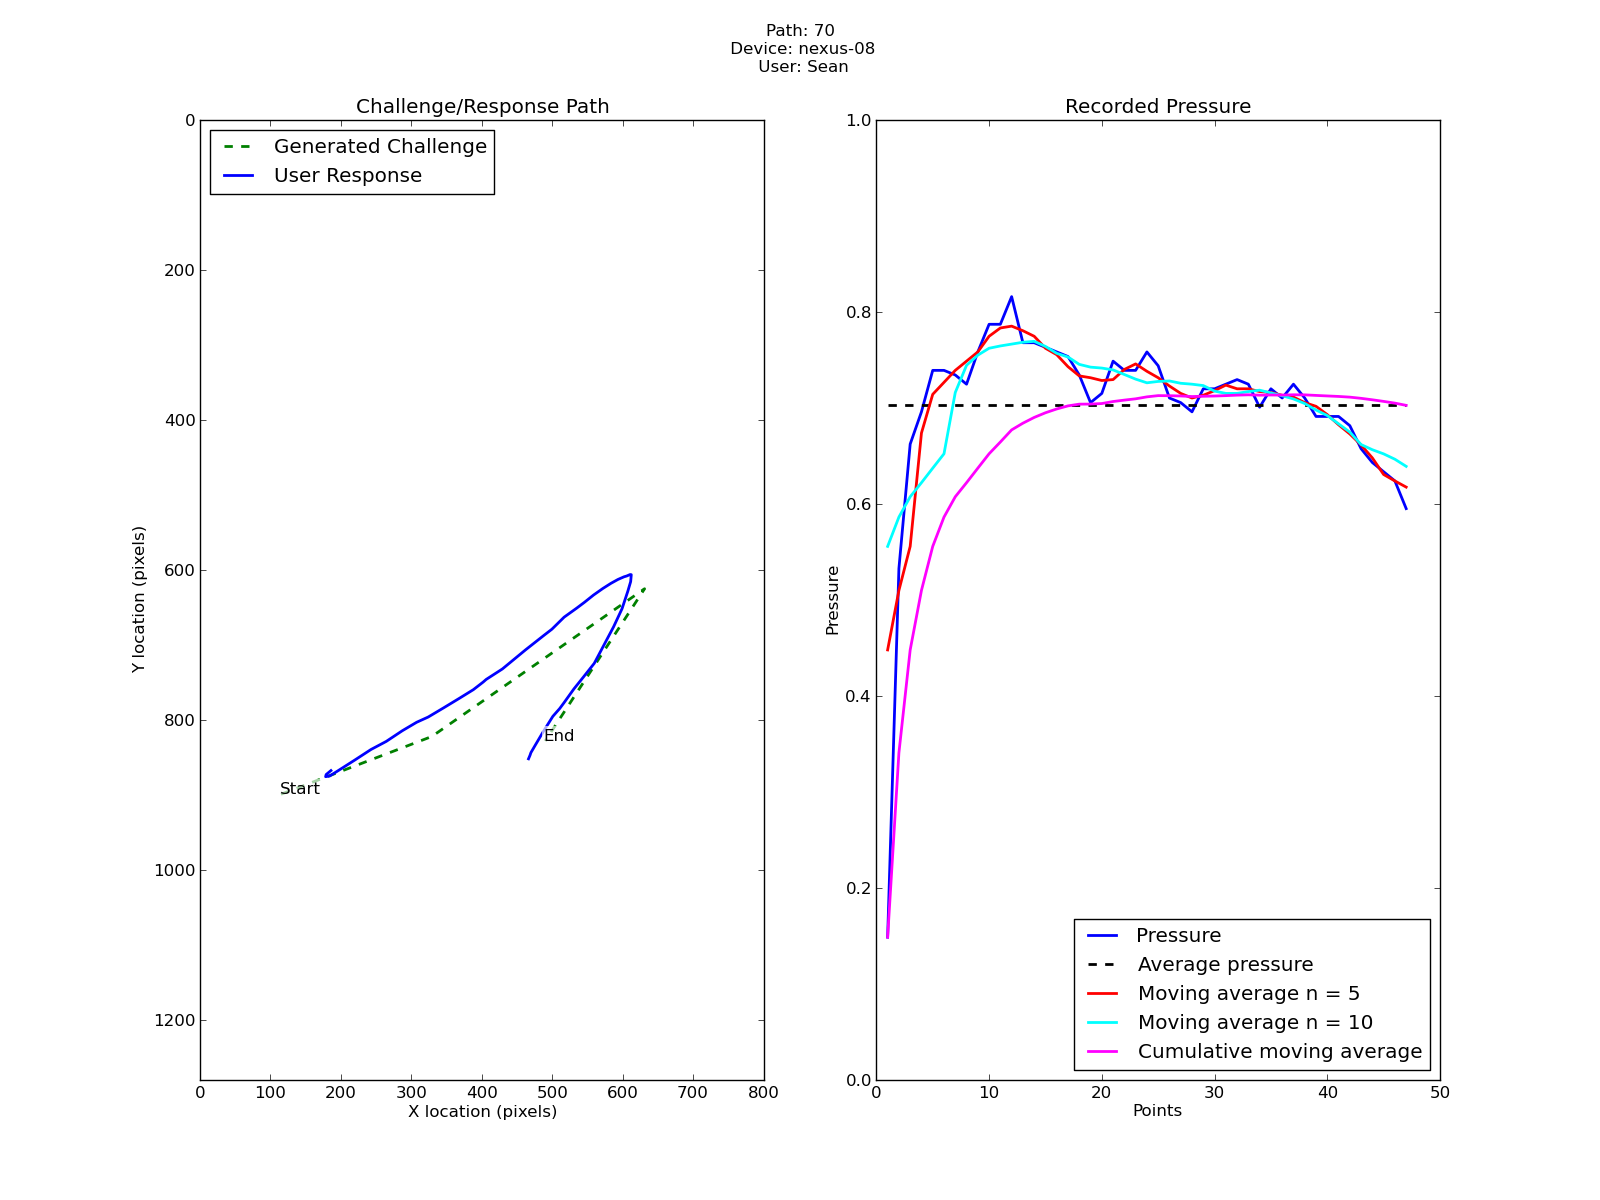 Path: 70
Device: nexus-08
User: Sean
Challenge/Response Path
Generated Challenge
User Response
0
200
400
600
800
1000
1200
Y location (pixels)
Start
End
0 100 200 300 400 500 600 700 800
X location (pixels)
Recorded Pressure
1.0
0.8
0.6
0.4
0.2
0.0
Pressure
Pressure
Average pressure
Moving average n = 5
Moving average n = 10
Cumulative moving average
0 10 20 30 40 50
Points